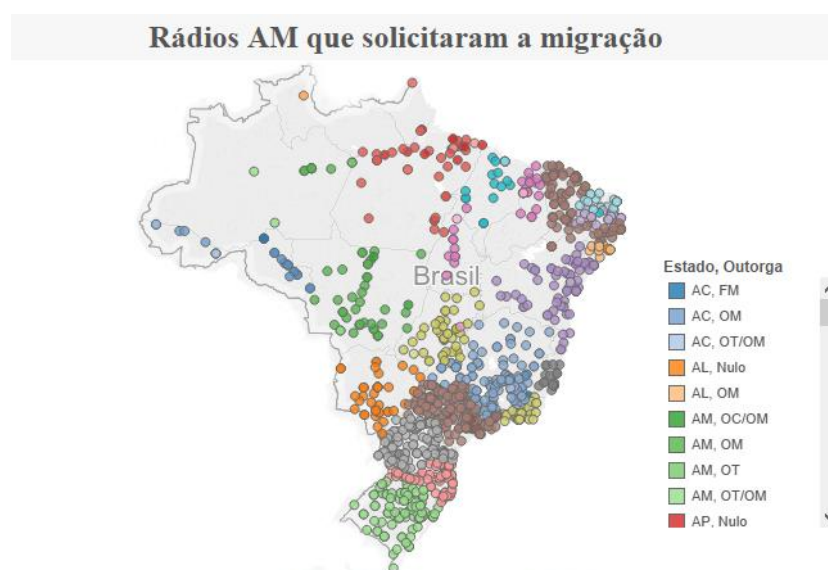 Rádios AM que solicitaram a migração
Brasil
Estado, Outorga
AC, FM
AC, OM
AC, OT/OM
AL, Nulo
AL, OM
AM, OC/OM
AM, OM
AM, OT
AM, OT/OM
AP, Nulo